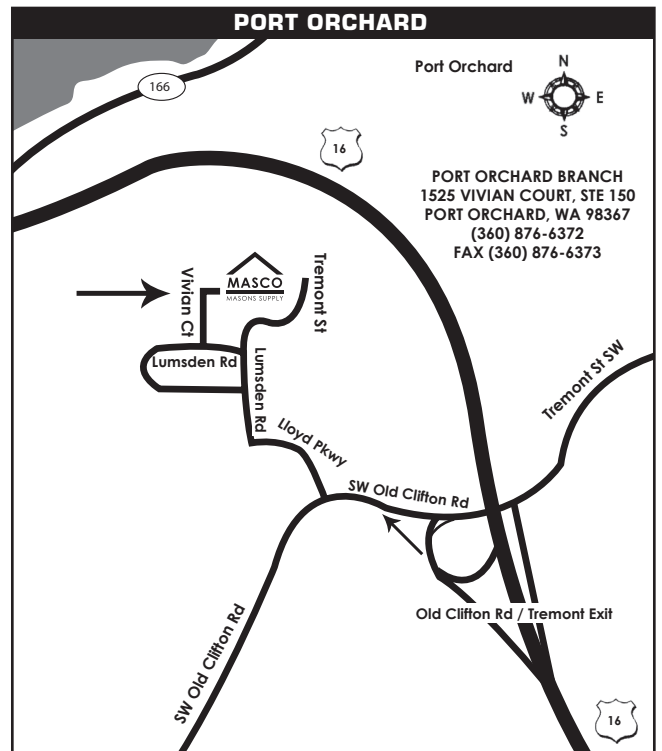 PORT ORCHARD
Port Orchard
N
W
E
S
166
16
PORT ORCHARD BRANCH
1525 VIVIAN COURT, STE 150
PORT ORCHARD, WA 98367
(360) 876-6372
FAX (360) 876-6373
Vivian Ct
MASCO
MASONS SUPPLY
Tremont St
Lumsden Rd
Lumsden Rd
Lloyd Pkwy
Tremont St SW
SW Old Clifton Rd
Old Clifton Rd / Tremont Exit
SW Old Clifton Rd
16